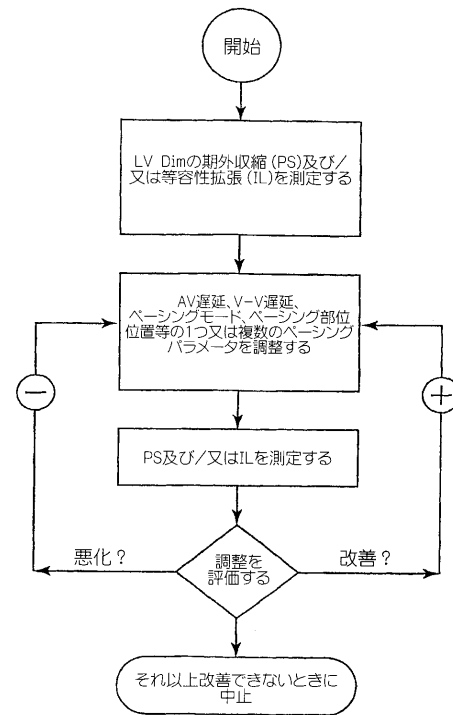 開始
LV Dimの期外収縮(PS)及び/
又は等容性拡張(IL)を測定する
AV遅延、V-V遅延、
ペーシングモード、ペーシング部位
位置等の1つ又は複数のペーシング
パラメータを調整する
−
+
PS及び/又はILを測定する
悪化?
調整を
評価する
改善?
それ以上改善できないときに
中止